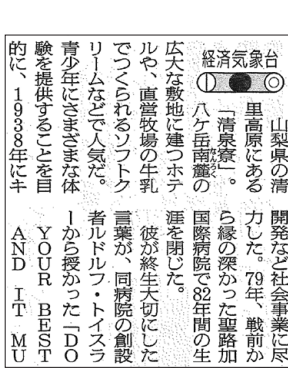 経済気象台
山梨県の清
里高原にある
「清泉寮」。
八ケ岳南麓の
広大な敷地に建つホテ
ルや、直営牧場の牛乳
でつくられるソフトク
リームなどで人気だ。
青少年にさまざまな体
験を提供することを目
的に、1938年にキ
開発など社会事業に尽
力した。79年、戦前か
ら縁の深かった聖路加
国際病院で82年間の生
涯を閉じた。
彼が終生大切にした
言葉が、同病院の創設
者ルドルフ・トイスラ
ーから授かった「DO
YOUR BEST
AND IT MU